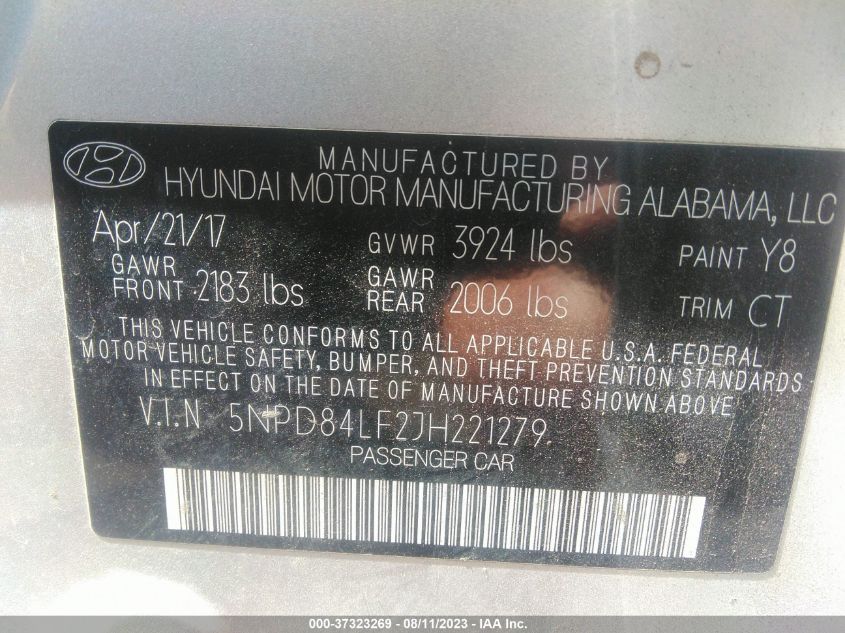 MANUFACTURED BY
HYUNDAI MOTOR MANUFACTURING ALABAMA, LLC
Apr/21/17 GVWR 3924 lbs PAINT Y8
GAWR FRONT 2183 lbs GAWR REAR 2006 lbs TRIM CT
THIS VEHICLE CONFORMS TO ALL APPLICABLE U.S.A. FEDERAL
MOTOR VEHICLE SAFETY, BUMPER, AND THEFT PREVENTION STANDARDS
IN EFFECT ON THE DATE OF MANUFACTURE SHOWN ABOVE.
V.I.N 5NPD84LF2JH221279
PASSENGER CAR
000-37323269 - 08/11/2023 - IAA Inc.